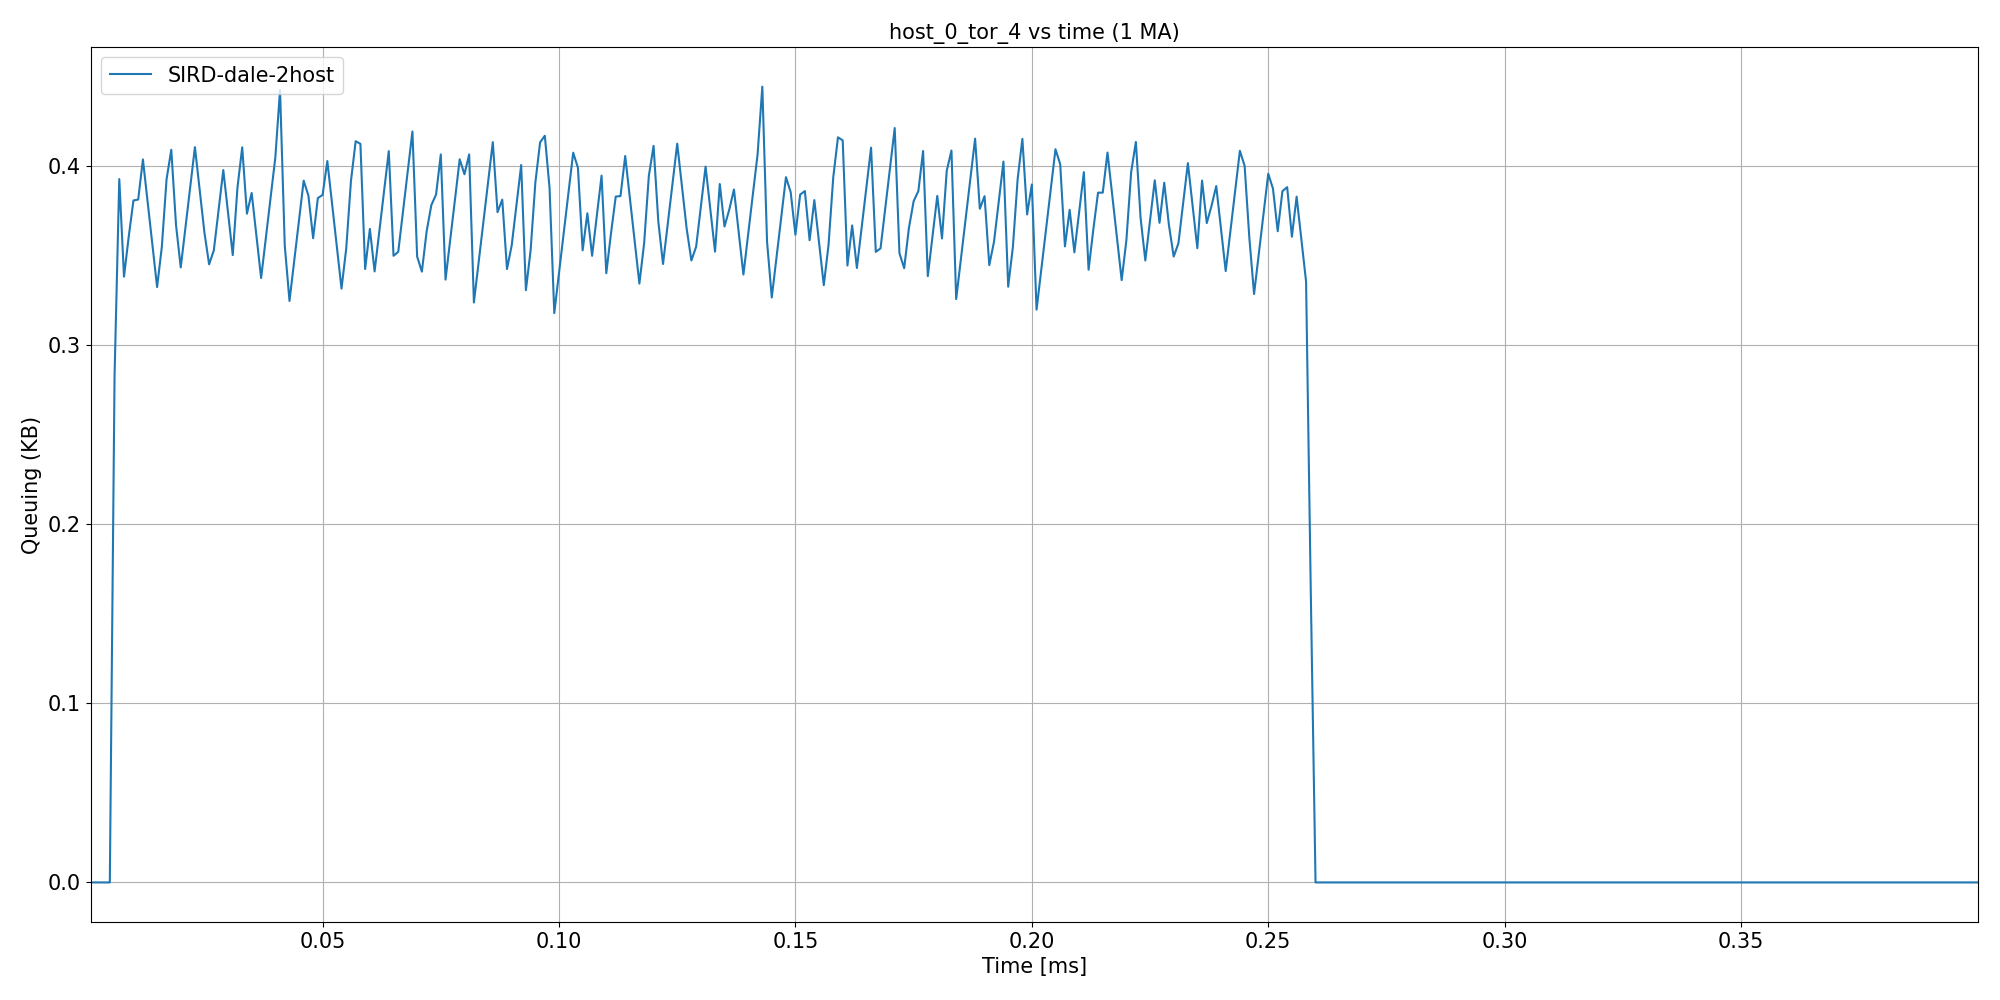 host_0_tor_4 vs time (1 MA)
SIRD-dale-2host
Queuing (KB)
0.4
0.3
0.2
0.1
0.0
0.05 0.10 0.15 0.20 0.25 0.30 0.35
Time [ms]